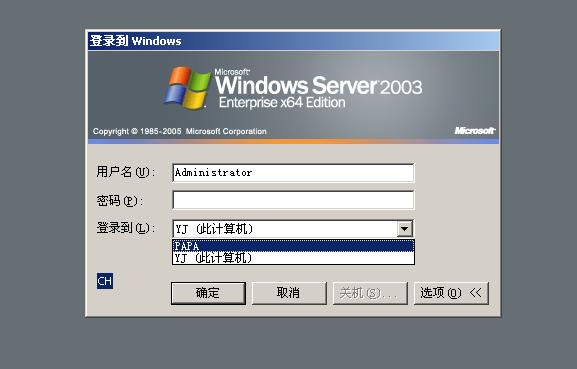 登录到 Windows
Microsoft
Windows Server 2003
Enterprise x64 Edition
Copyright © 1985-2005 Microsoft Corporation
Microsoft
用户名(U):
Administrator
密码(P):
登录到(L):
YJ (此计算机)
PAPA
YJ (此计算机)
CH
确定
取消
关机(S)...
选项(O) <<